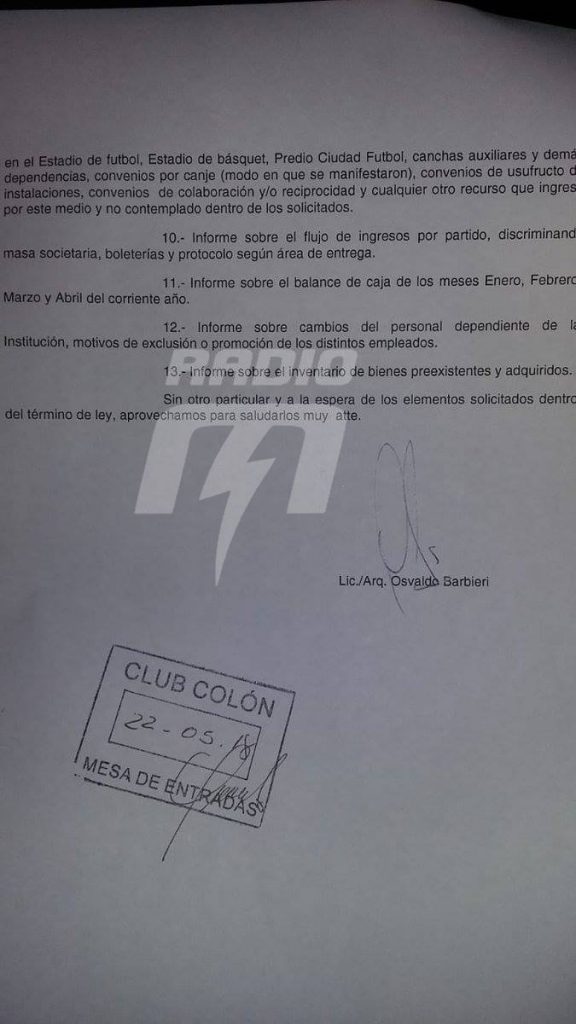 en el Estadio de futbol, Estadio de básquet, Predio Ciudad Futbol, canchas auxiliares y demá
dependencias, convenios por canje (modo en que se manifestaron), convenios de usufructo d
instalaciones, convenios de colaboración y/o reciprocidad y cualquier otro recurso que ingres
por este medio y no contemplado dentro de los solicitados.
10.- Informe sobre el flujo de ingresos por partido, discriminand
masa societaria, boleterías y protocolo según área de entrega.
11.- Informe sobre el balance de caja de los meses Enero, Febrero
Marzo y Abril del corriente año.
12.- Informe sobre cambios del personal dependiente de la
Institución, motivos de exclusión o promoción de los distintos empleados.
RADIO
13.- Informe sobre el inventario de bienes preexistentes y adquiridos.
Sin otro particular y a la espera de los elementos solicitados dentro
del término de ley, aprovechamos para saludarlos muy atte.
Lic./Arq. Osvaldo Barbieri
CLUB COLÓN
22-05.18
MESA DE ENTRADAS